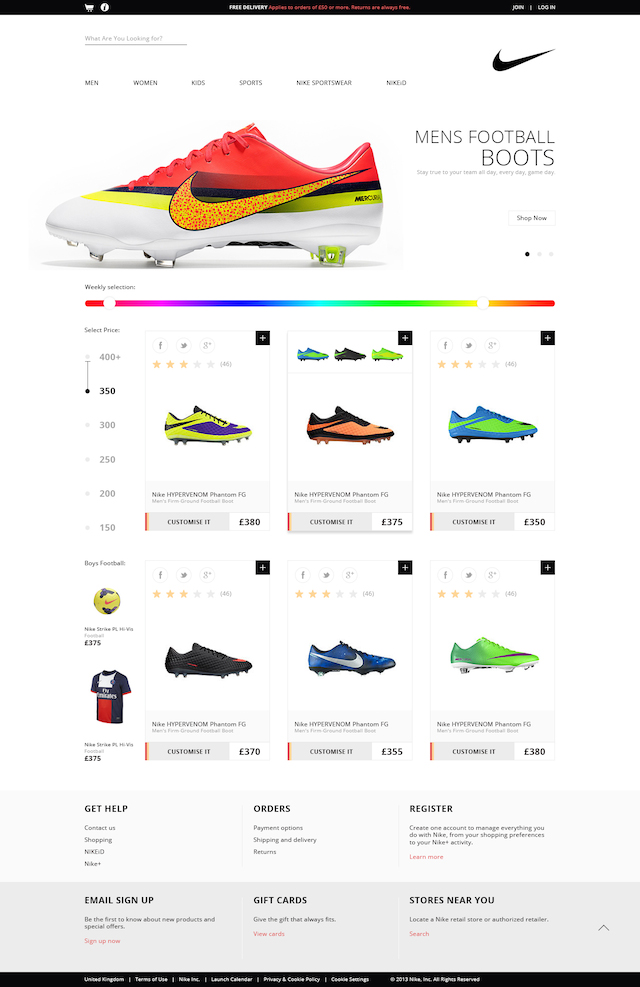 FREE DELIVERY Applies to orders of £50 or more. Returns are always free.
JOIN | LOG IN
What Are You Looking for?
MEN WOMEN KIDS SPORTS NIKE SPORTSWEAR NIKEiD
MENS FOOTBALL
BOOTS
Stay true to your team all day, every day, game day.
MERCURIAL
Shop Now
Weekly selection:
Select Price:
400+
350
300
250
200
150
(46)
Nike HYPERVENOM Phantom FG
Men's Firm-Ground Football Boot
CUSTOMISE IT £380
Nike HYPERVENOM Phantom FG
Men's Firm-Ground Football Boot
CUSTOMISE IT £375
(46)
Nike HYPERVENOM Phantom FG
Men's Firm-Ground Football Boot
CUSTOMISE IT £350
Boys Football:
Nike Strike PL Hi-Vis
Football
£375
Fly
Emirates
Nike Strike PL Hi-Vis
Football
£375
(46)
Nike HYPERVENOM Phantom FG
Men's Firm-Ground Football Boot
CUSTOMISE IT £370
(46)
Nike HYPERVENOM Phantom FG
Men's Firm-Ground Football Boot
CUSTOMISE IT £355
(46)
Nike HYPERVENOM Phantom FG
Men's Firm-Ground Football Boot
CUSTOMISE IT £380
GET HELP
Contact us
Shopping
NIKEiD
Nike+
ORDERS
Payment options
Shipping and delivery
Returns
REGISTER
Create one account to manage everything you
do with Nike, from your shopping preferences
to your Nike+ activity.
Learn more
EMAIL SIGN UP
Be the first to know about new products and
special offers.
Sign up now
GIFT CARDS
Give the gift that always fits.
View cards
STORES NEAR YOU
Locate a Nike retail store or authorized retailer.
Search
United Kingdom | Terms of Use | Nike Inc. | Launch Calendar | Privacy & Cookie Policy | Cookie Settings © 2013 Nike, Inc. All Rights Reserved